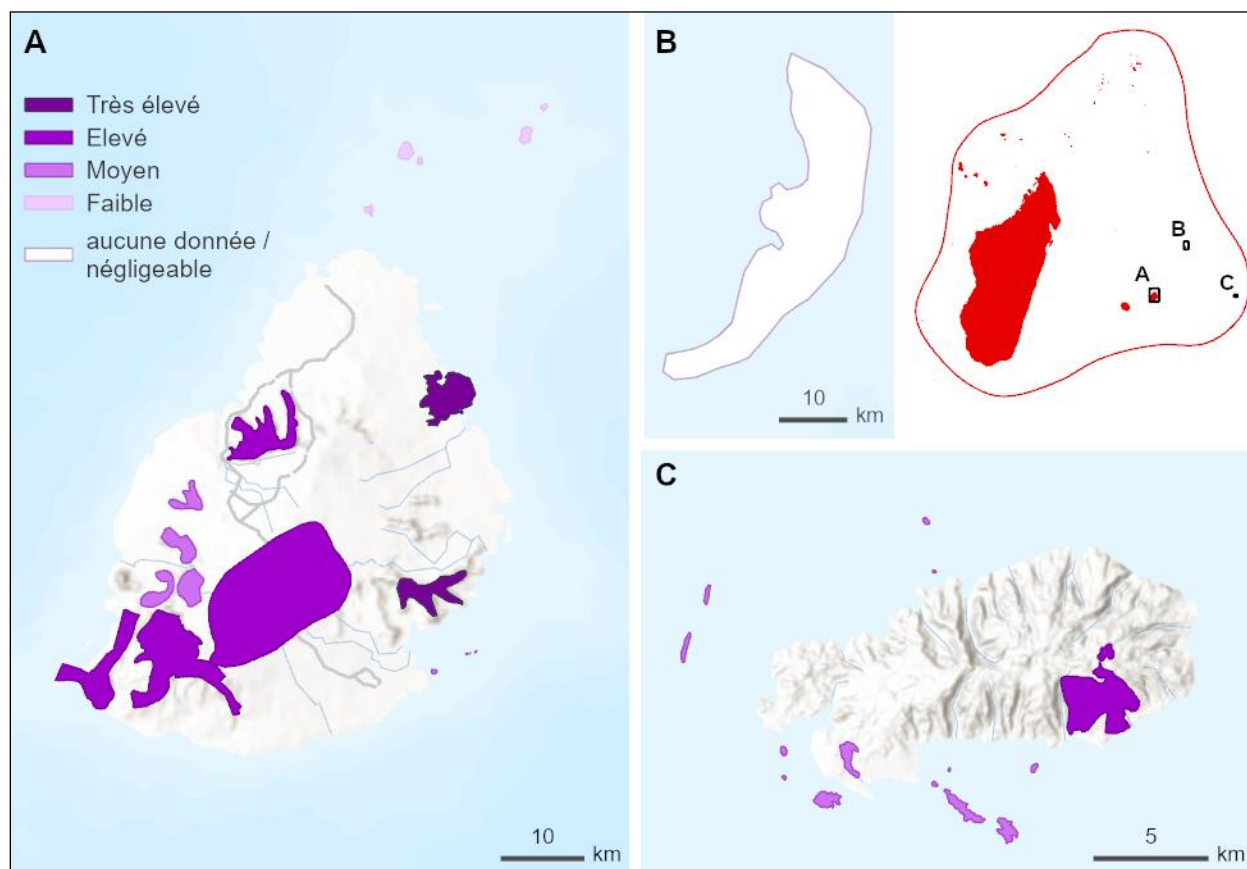 A
Très élevé
Elevé
Moyen
Faible
aucune donnée /
négligeable
10
km
B
10
km
B
A
C
C
5
km